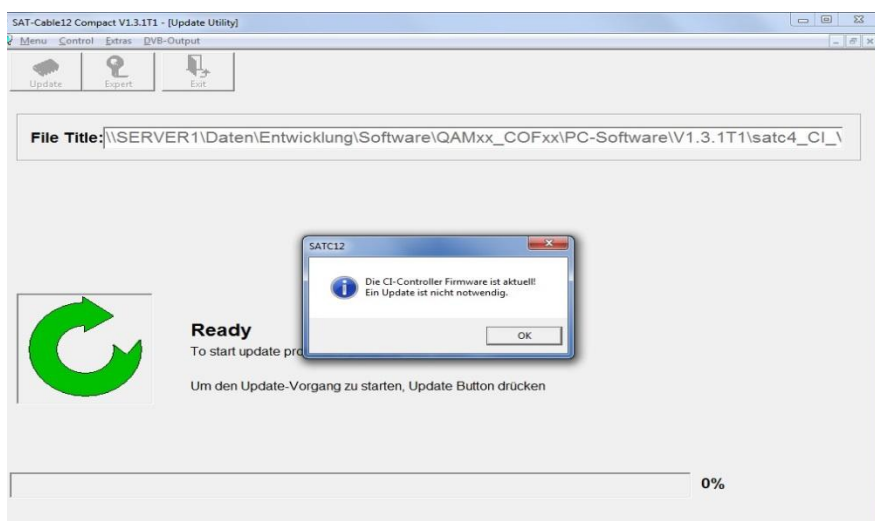 SAT-Cable12 Compact V1.3.1T1 - [Update Utility]
Menu Control Extras DVB-Output
Update Expert Exit
File Title: \\SERVER1\Daten\Entwicklung\Software\QAMxx_COFxx\PC-Software\V1.3.1T1\satc4_CI_\
SATC12
Die CI-Controller Firmware ist aktuell!
Ein Update ist nicht notwendig.
OK
Ready
To start update pro
Um den Update-Vorgang zu starten, Update Button drücken
0%